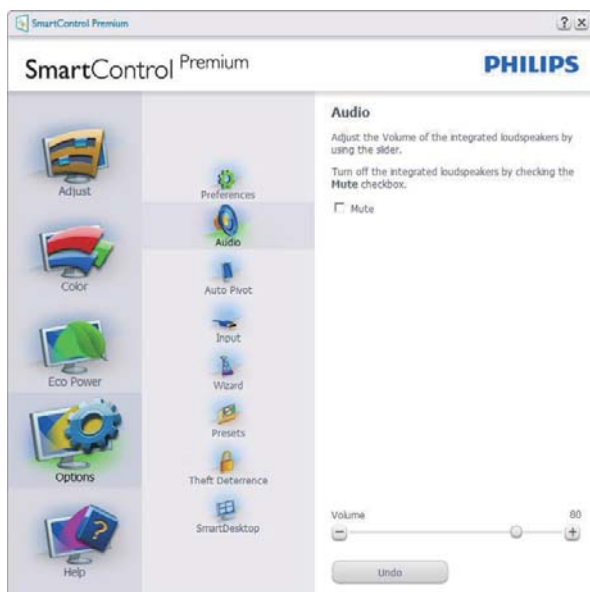 SmartControl Premium
SmartControl Premium
PHILIPS
Adjust
Color
Eco Power
Options
Help
Preferences
Audio
Auto Pivot
Input
Wizard
Presets
Theft Deterrence
SmartDesktop
Audio
Adjust the Volume of the integrated loudspeakers by
using the slider.
Turn off the integrated loudspeakers by checking the
Mute checkbox.
Mute
Volume 80
Undo